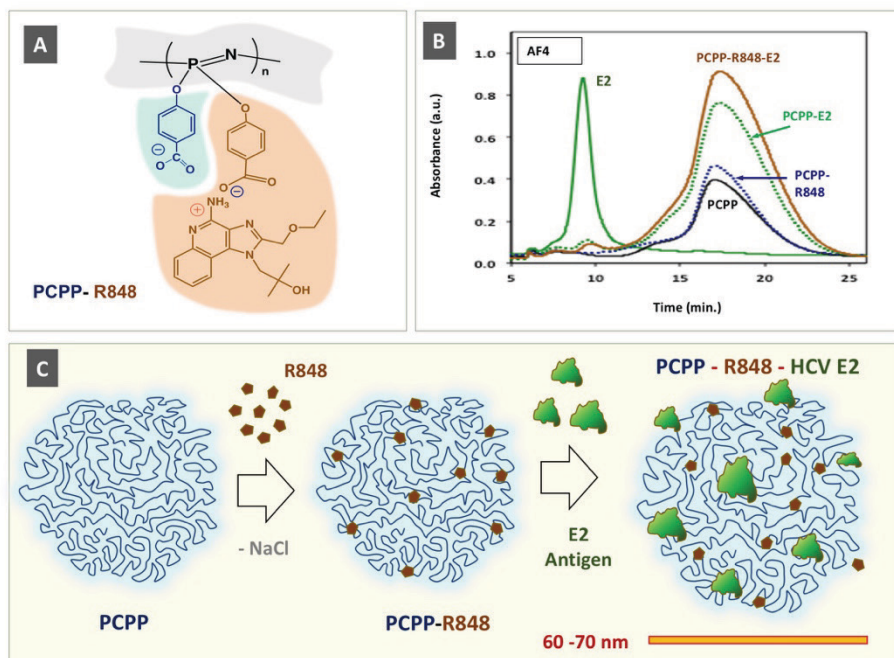 A
P
N
n
O
O
C
O
O
O
O
NH₃
N
N
N
O
OH
PCPP- R848
B
AF4
PCPP-R848-E2
E2
PCPP-E2
PCPP-
R848
PCPP
Absorbance (a.u.)
1.0
0.8
0.6
0.4
0.2
0.0
5
10
15
20
25
Time (min.)
C
R848
PCPP - R848 - HCV E2
- NaCl
E2
Antigen
PCPP
PCPP-R848
60 -70 nm